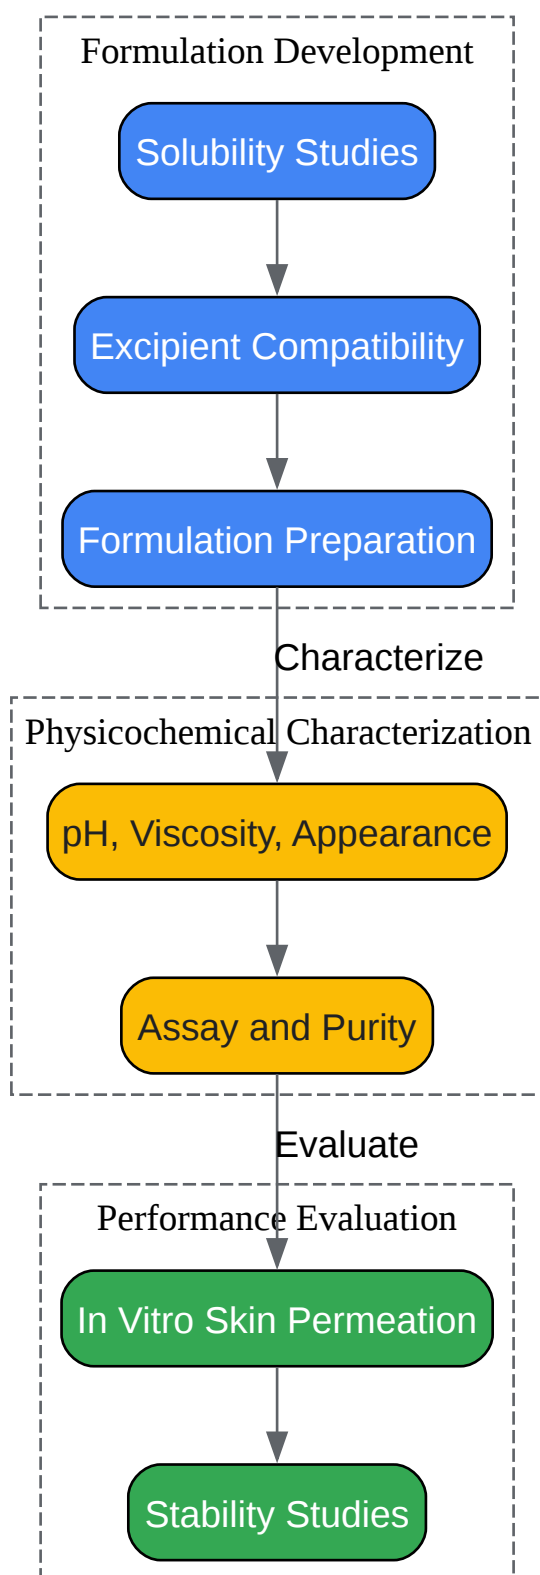 Formulation Development
Solubility Studies
Excipient Compatibility
Formulation Preparation
Characterize
Physicochemical Characterization
pH, Viscosity, Appearance
Assay and Purity
Evaluate
Performance Evaluation
In Vitro Skin Permeation
Stability Studies